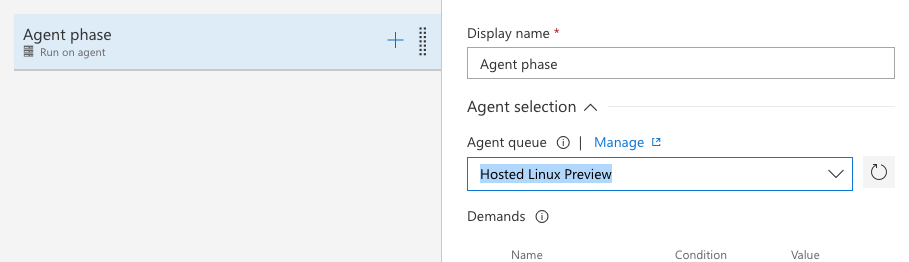 Agent phase
Run on agent
Display name *
Agent phase
Agent selection
Agent queue | Manage
Hosted Linux Preview
Demands
Name Condition Value